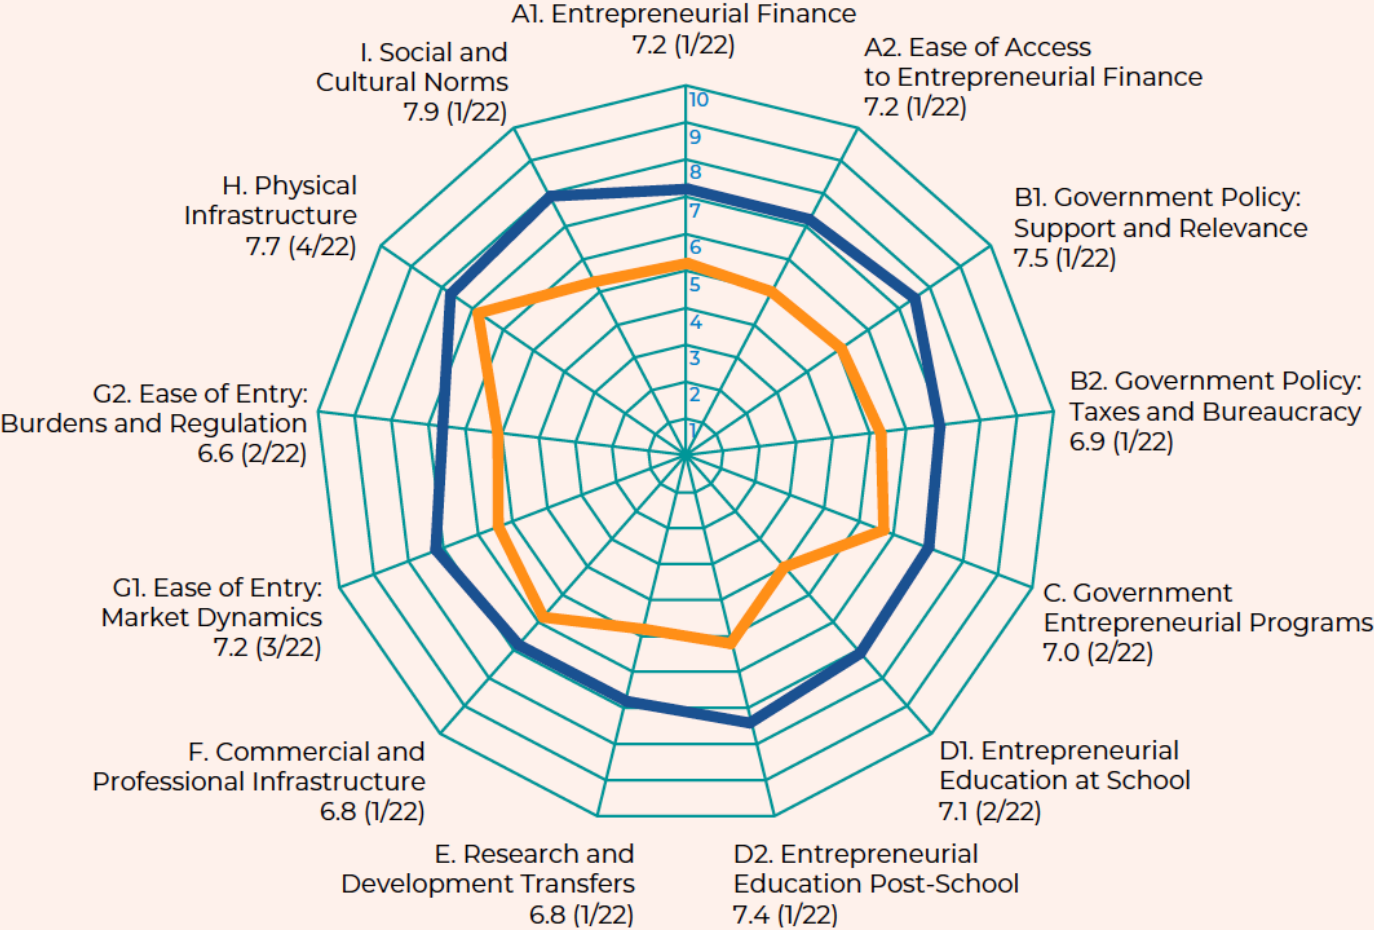 A1. Entrepreneurial Finance
7.2 (1/22)
A2. Ease of Access
to Entrepreneurial Finance
7.2 (1/22)
B1. Government Policy:
Support and Relevance
7.5 (1/22)
B2. Government Policy:
Taxes and Bureaucracy
6.9 (1/22)
C. Government
Entrepreneurial Programs
7.0 (2/22)
D1. Entrepreneurial
Education at School
7.1 (2/22)
D2. Entrepreneurial
Education Post-School
7.4 (1/22)
E. Research and
Development Transfers
6.8 (1/22)
F. Commercial and
Professional Infrastructure
6.8 (1/22)
G1. Ease of Entry:
Market Dynamics
7.2 (3/22)
G2. Ease of Entry:
Burdens and Regulation
6.6 (2/22)
H. Physical
Infrastructure
7.7 (4/22)
I. Social and
Cultural Norms
7.9 (1/22)
10
9
8
7
6
5
4
3
2
1